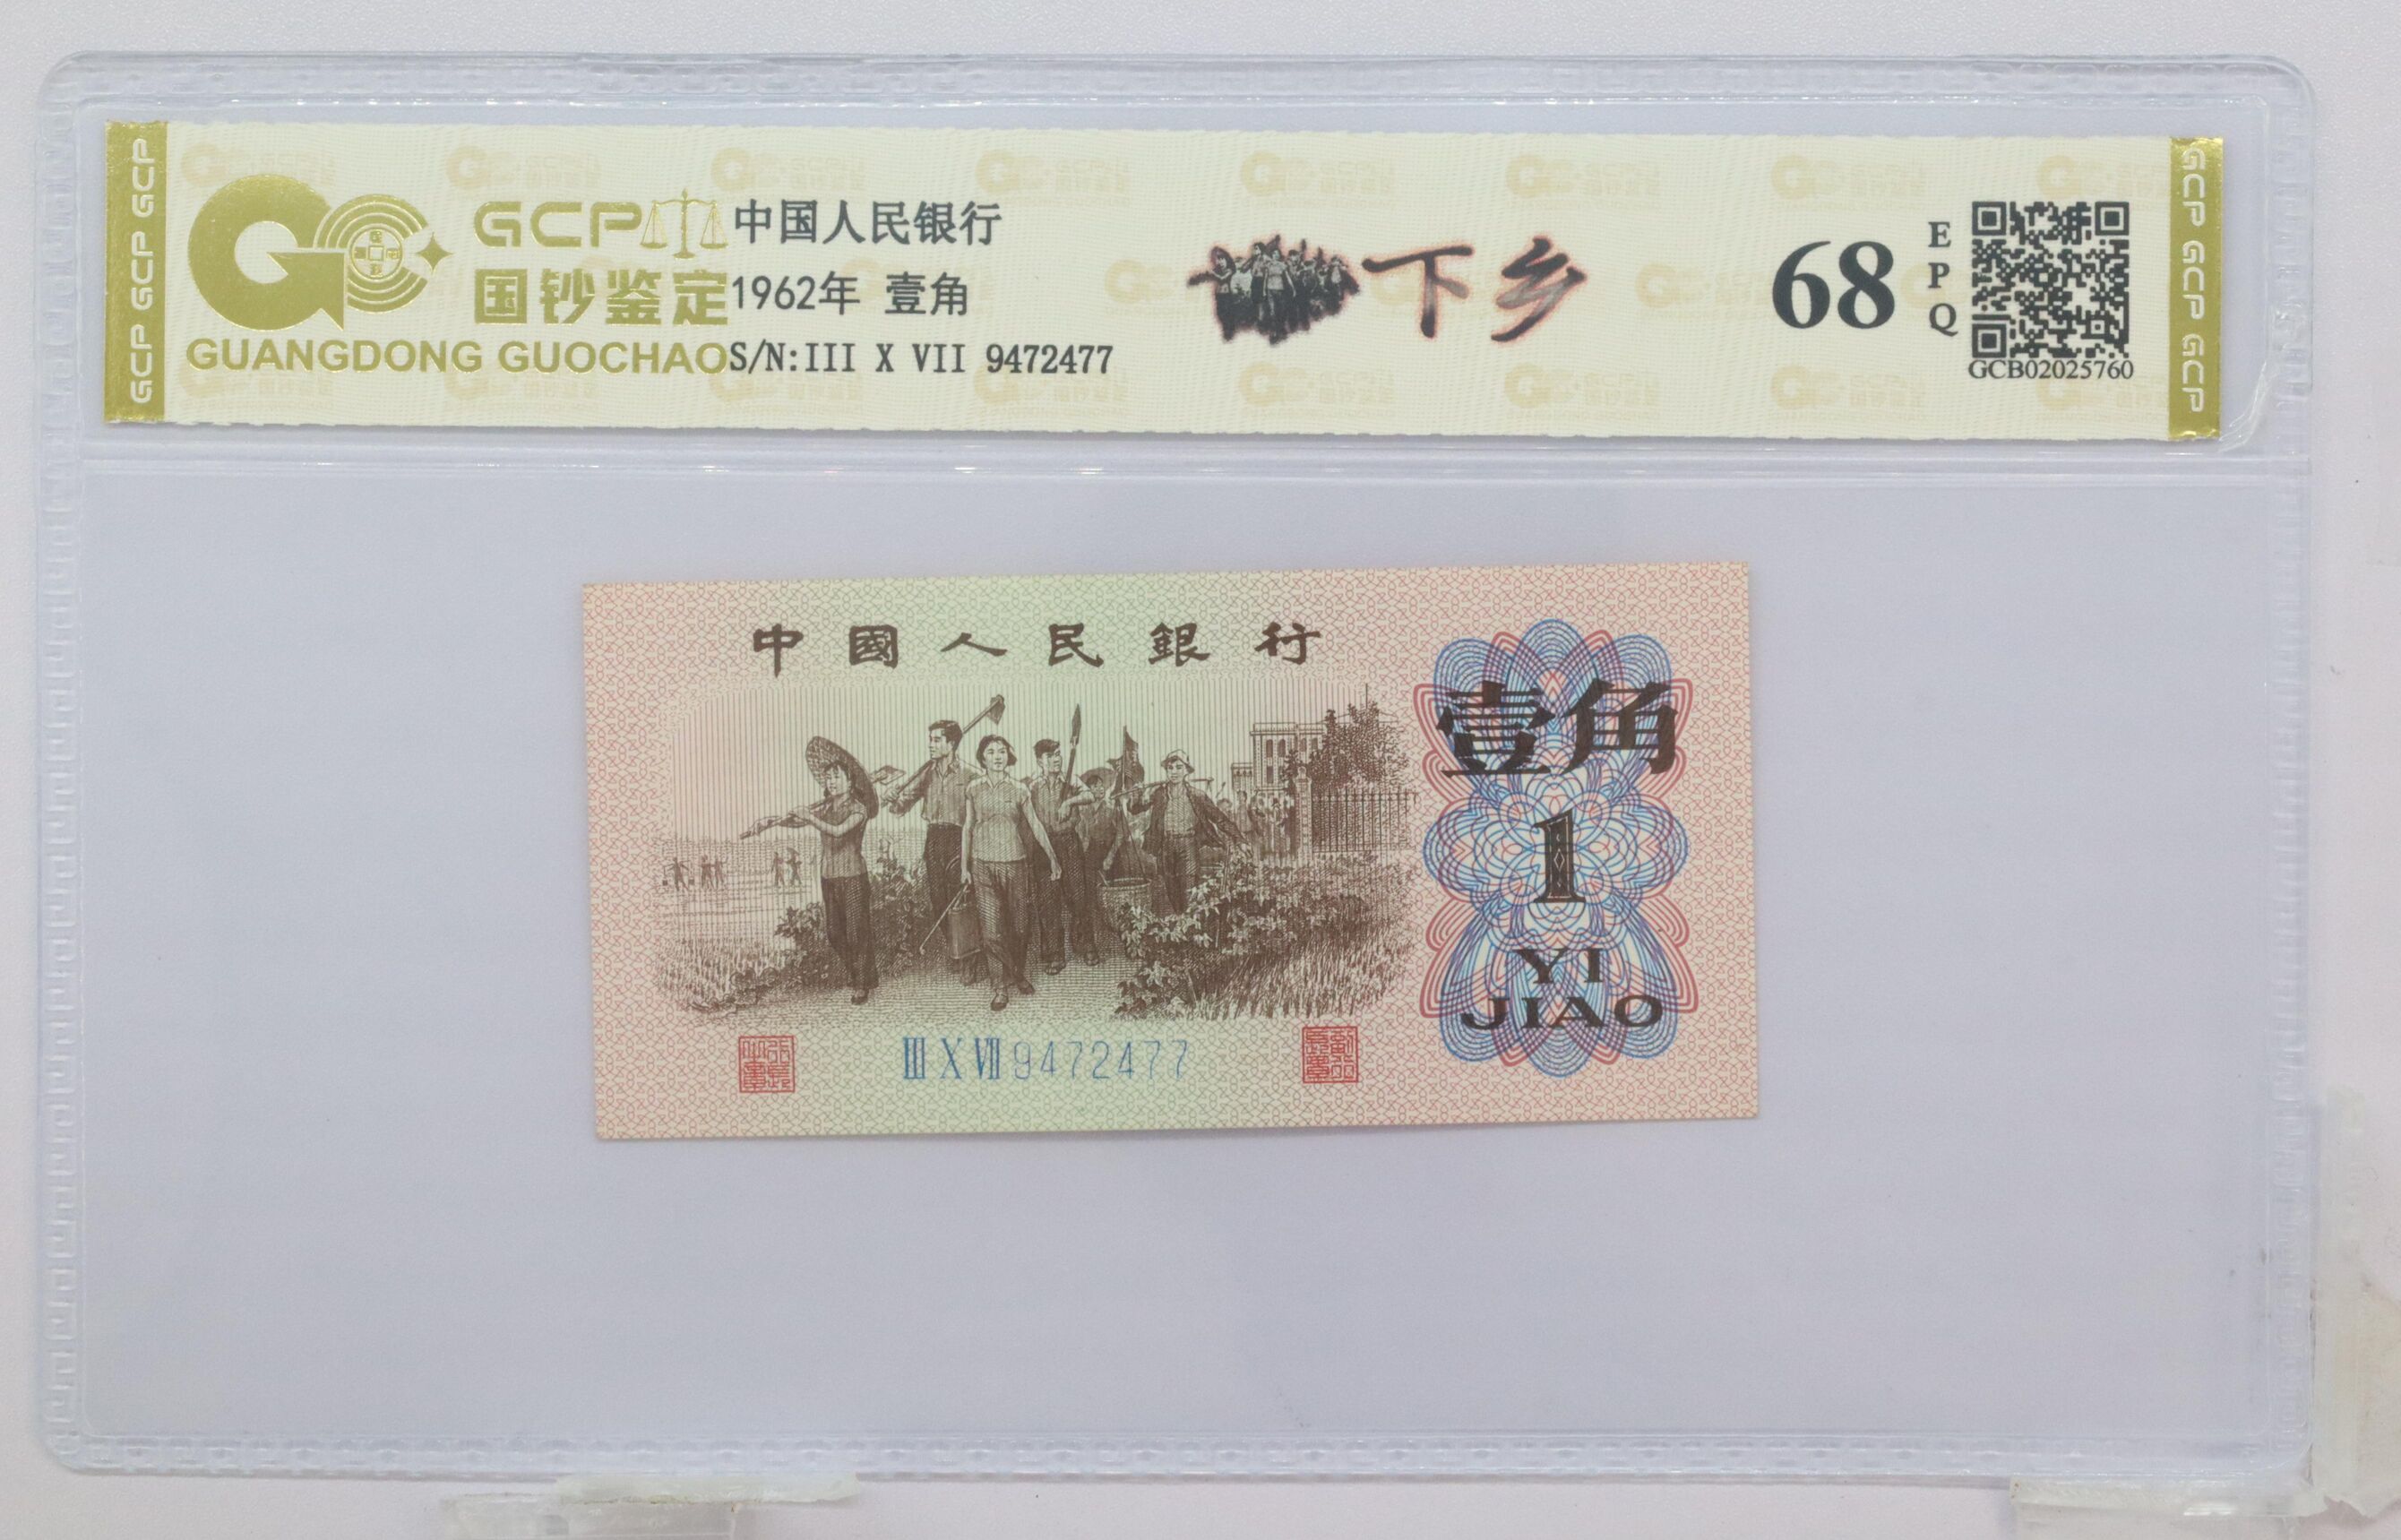 GCP GCP GCP
GCP
国钞鉴定
GUANGDONG GUOCHAO
中国人民银行
1962年 壹角
S/N:III X VII 9472477
下乡
68
E
P
Q
GCB02025760
GCP GCP GCP
中國人民銀行
壹角
1
YI
JIAO
III X VII 9472477